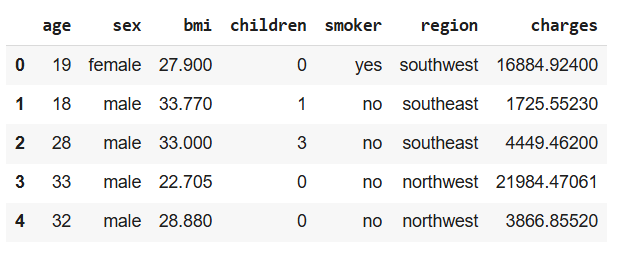 age sex bmi children smoker region charges
0 19 female 27.900 0 yes southwest 16884.92400
1 18 male 33.770 1 no southeast 1725.55230
2 28 male 33.000 3 no southeast 4449.46200
3 33 male 22.705 0 no northwest 21984.47061
4 32 male 28.880 0 no northwest 3866.85520